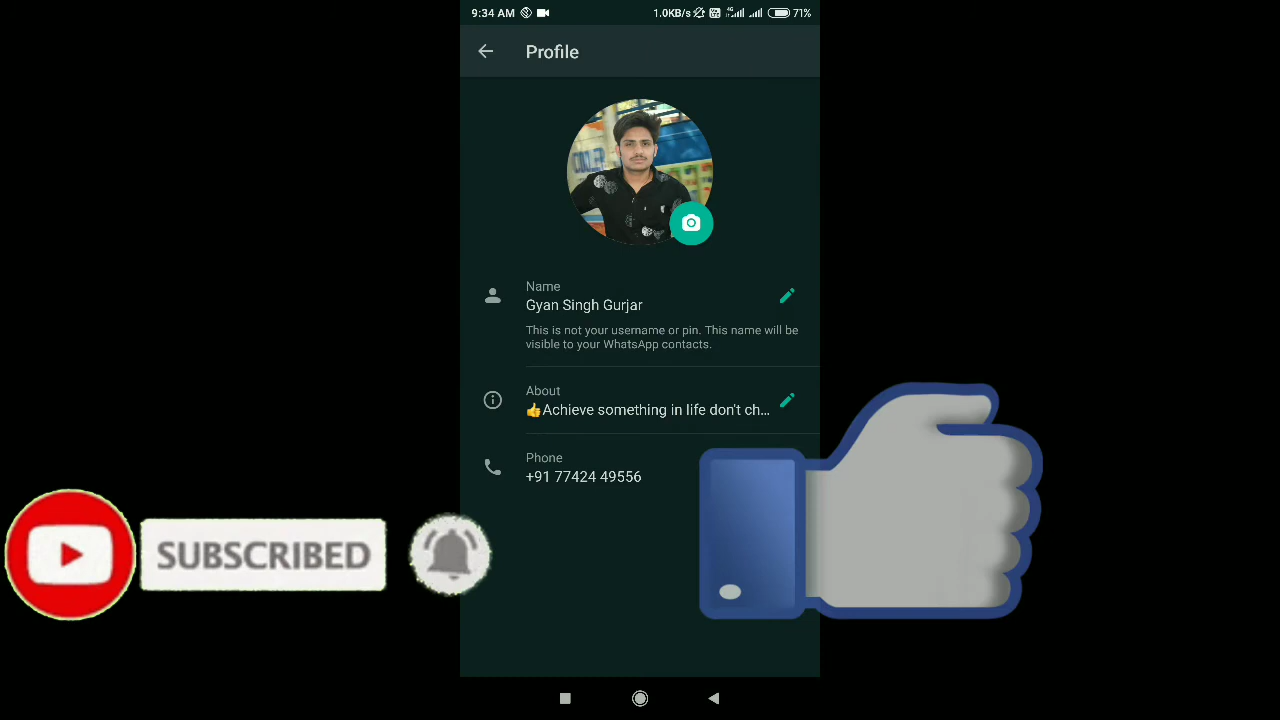 9:34 AM 1.0KB/s 4G 71%
Profile
Name
Gyan Singh Gurjar
This is not your username or pin. This name will be
visible to your WhatsApp contacts.
About
👍Achieve something in life don't ch...
Phone
+91 77424 49556
SUBSCRIBED